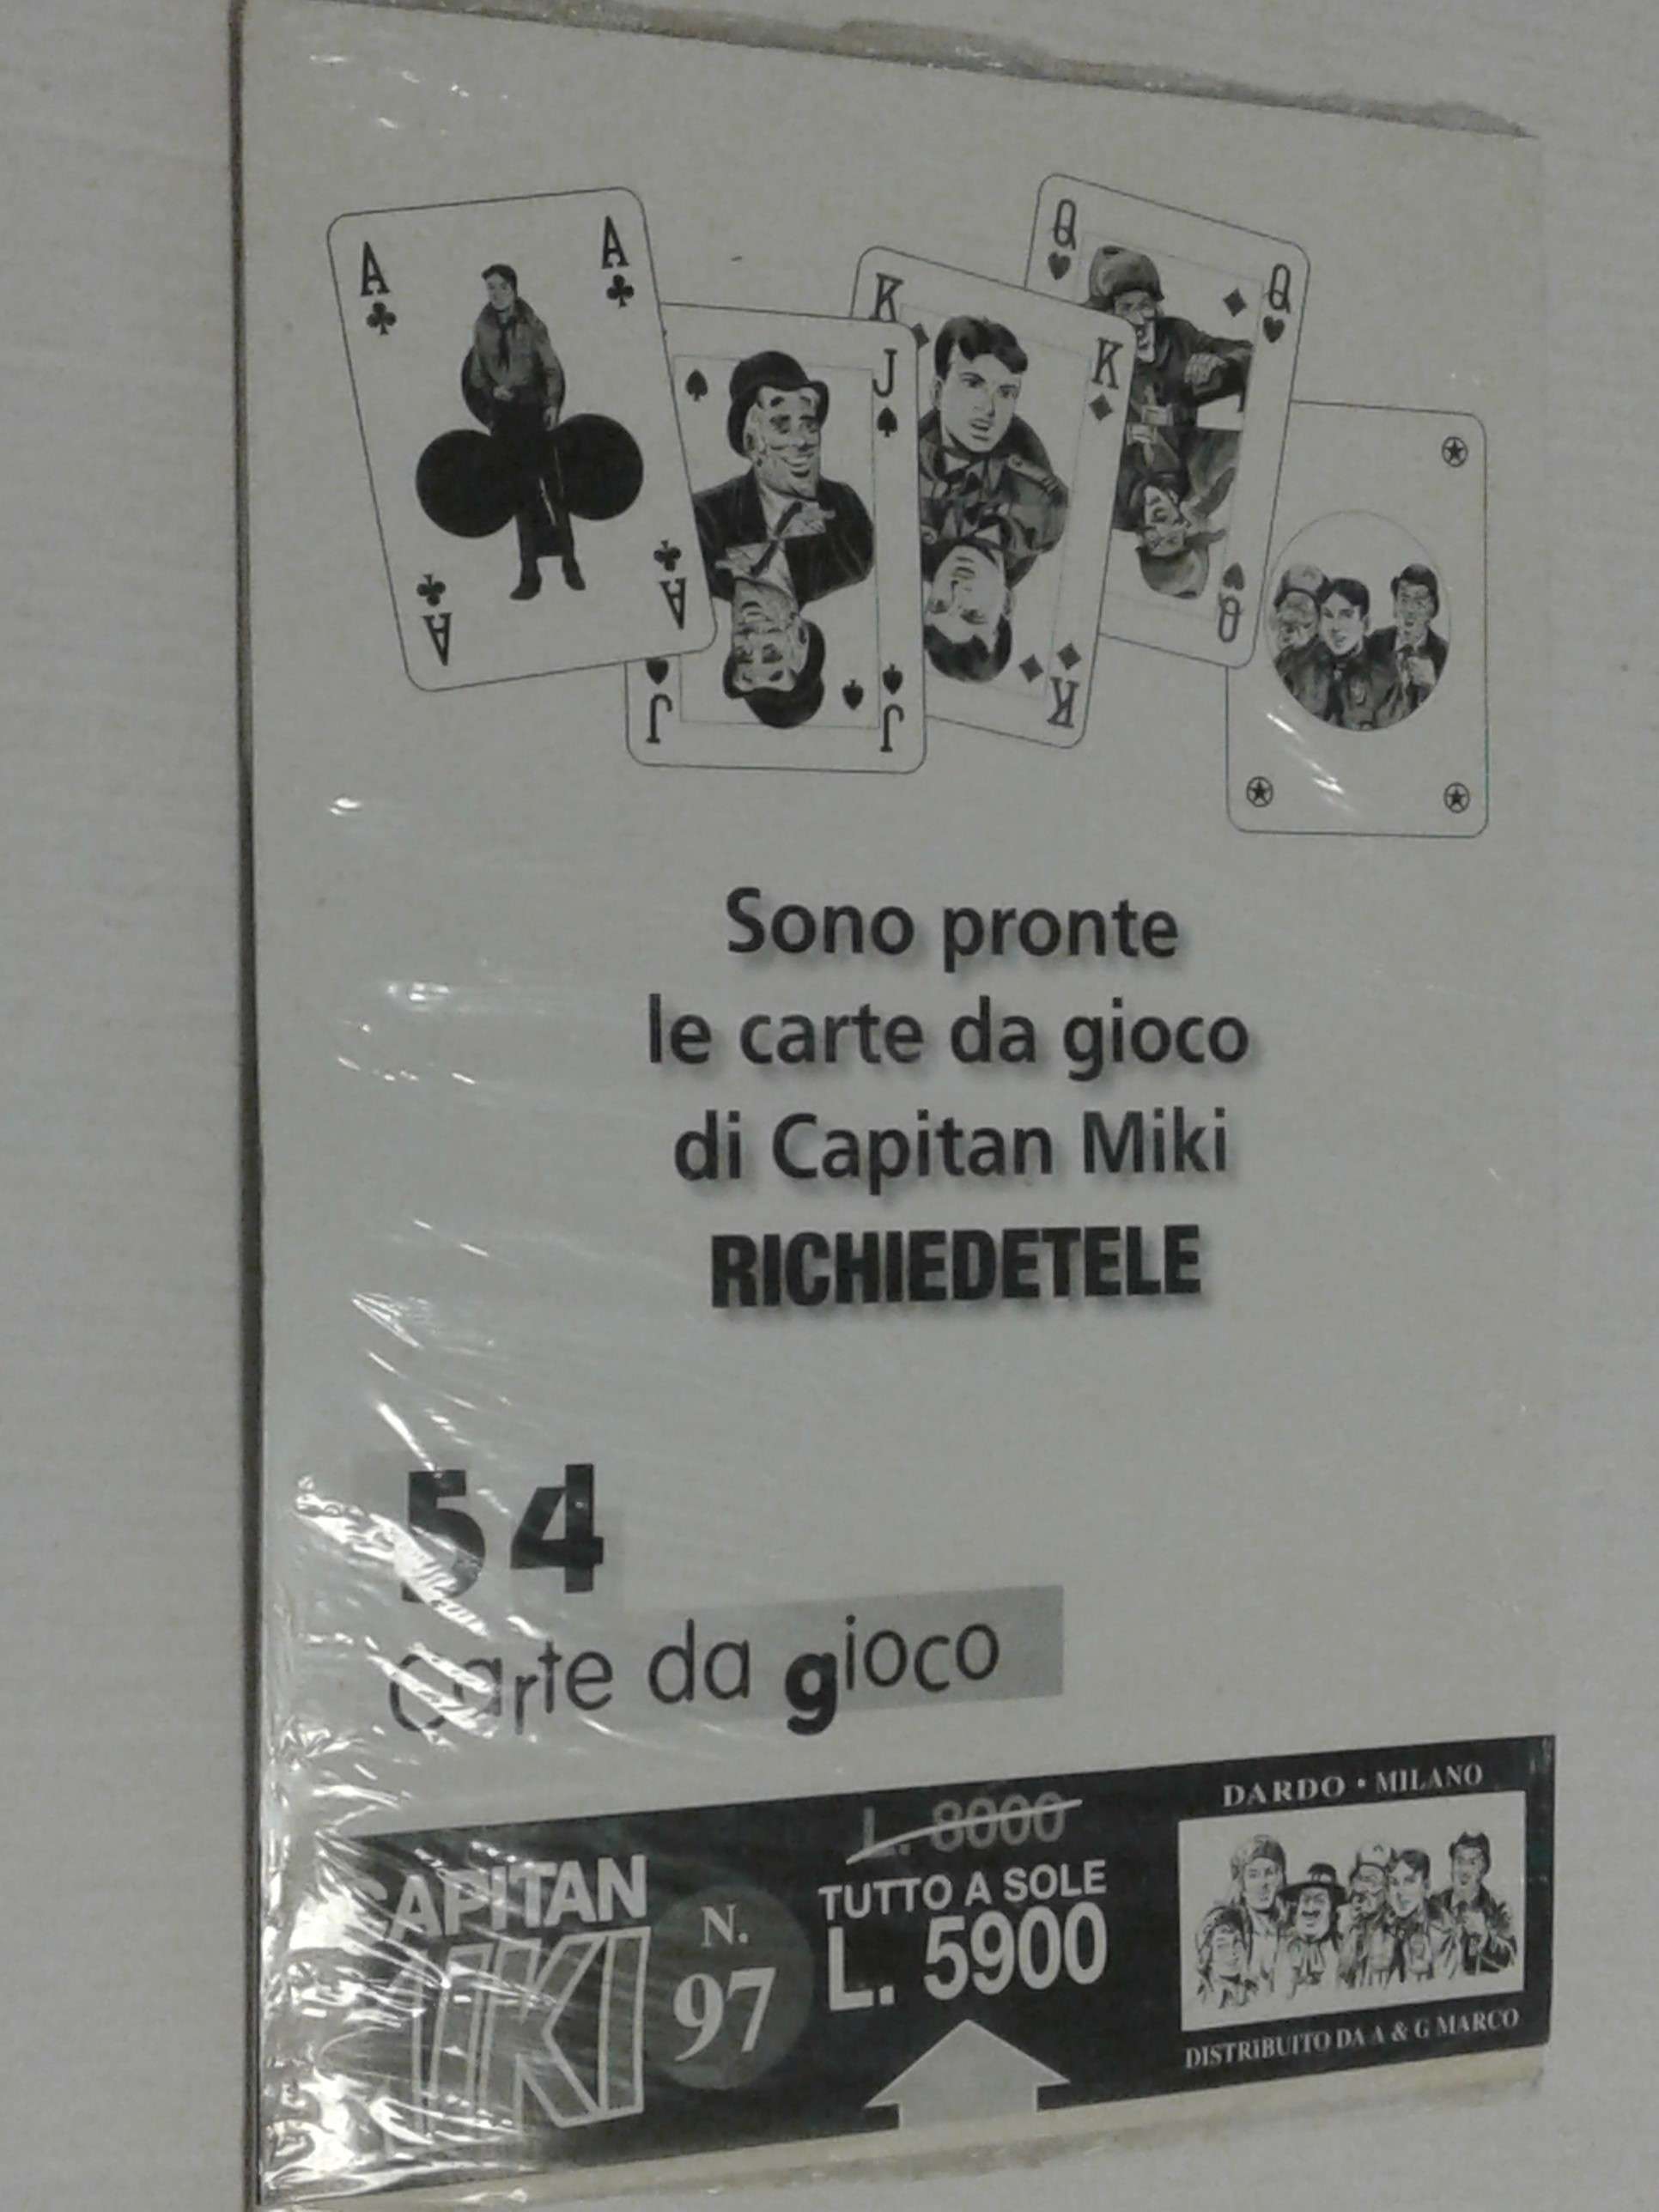 A A
A A
J
J J
K K
K
Q Q
Q
Sono pronte
le carte da gioco
di Capitan Miki
RICHIEDETELE
54
carte da gioco
CAPITAN
MIKI
N.
97
L. 8000
TUTTO A SOLE
L. 5900
DARDO • MILANO
DISTRIBUITO DA A & G MARCO